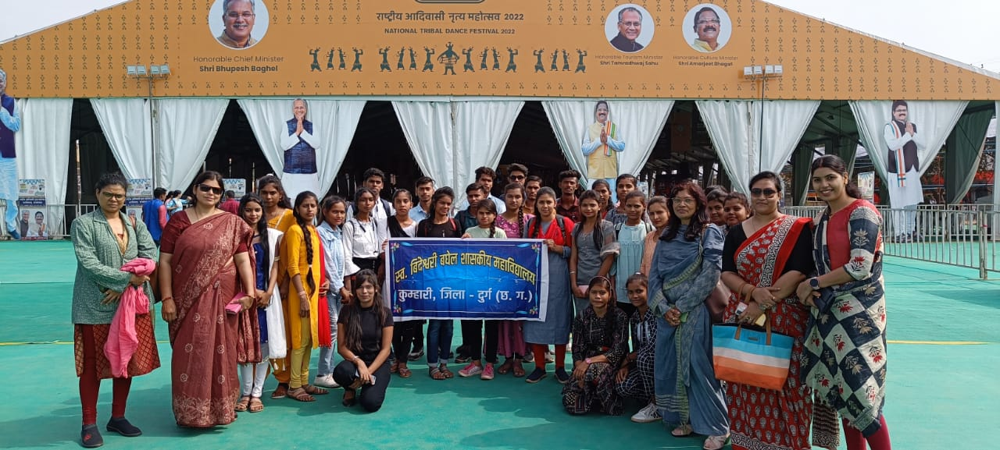 राष्ट्रीय आदिवासी नृत्य महोत्सव 2022
NATIONAL TRIBAL DANCE FESTIVAL 2022
Honorable Chief Minister
Shri Bhupesh Baghel
Honorable Tourism Minister
Shri Tamradhwaj Sahu
Honorable Culture Minister
Shri Amarjeet Bhagat
स्व. बिंदेश्वरी बघेल शासकीय महाविद्यालय
कुम्हारी, जिला - दुर्ग (छ. ग.)